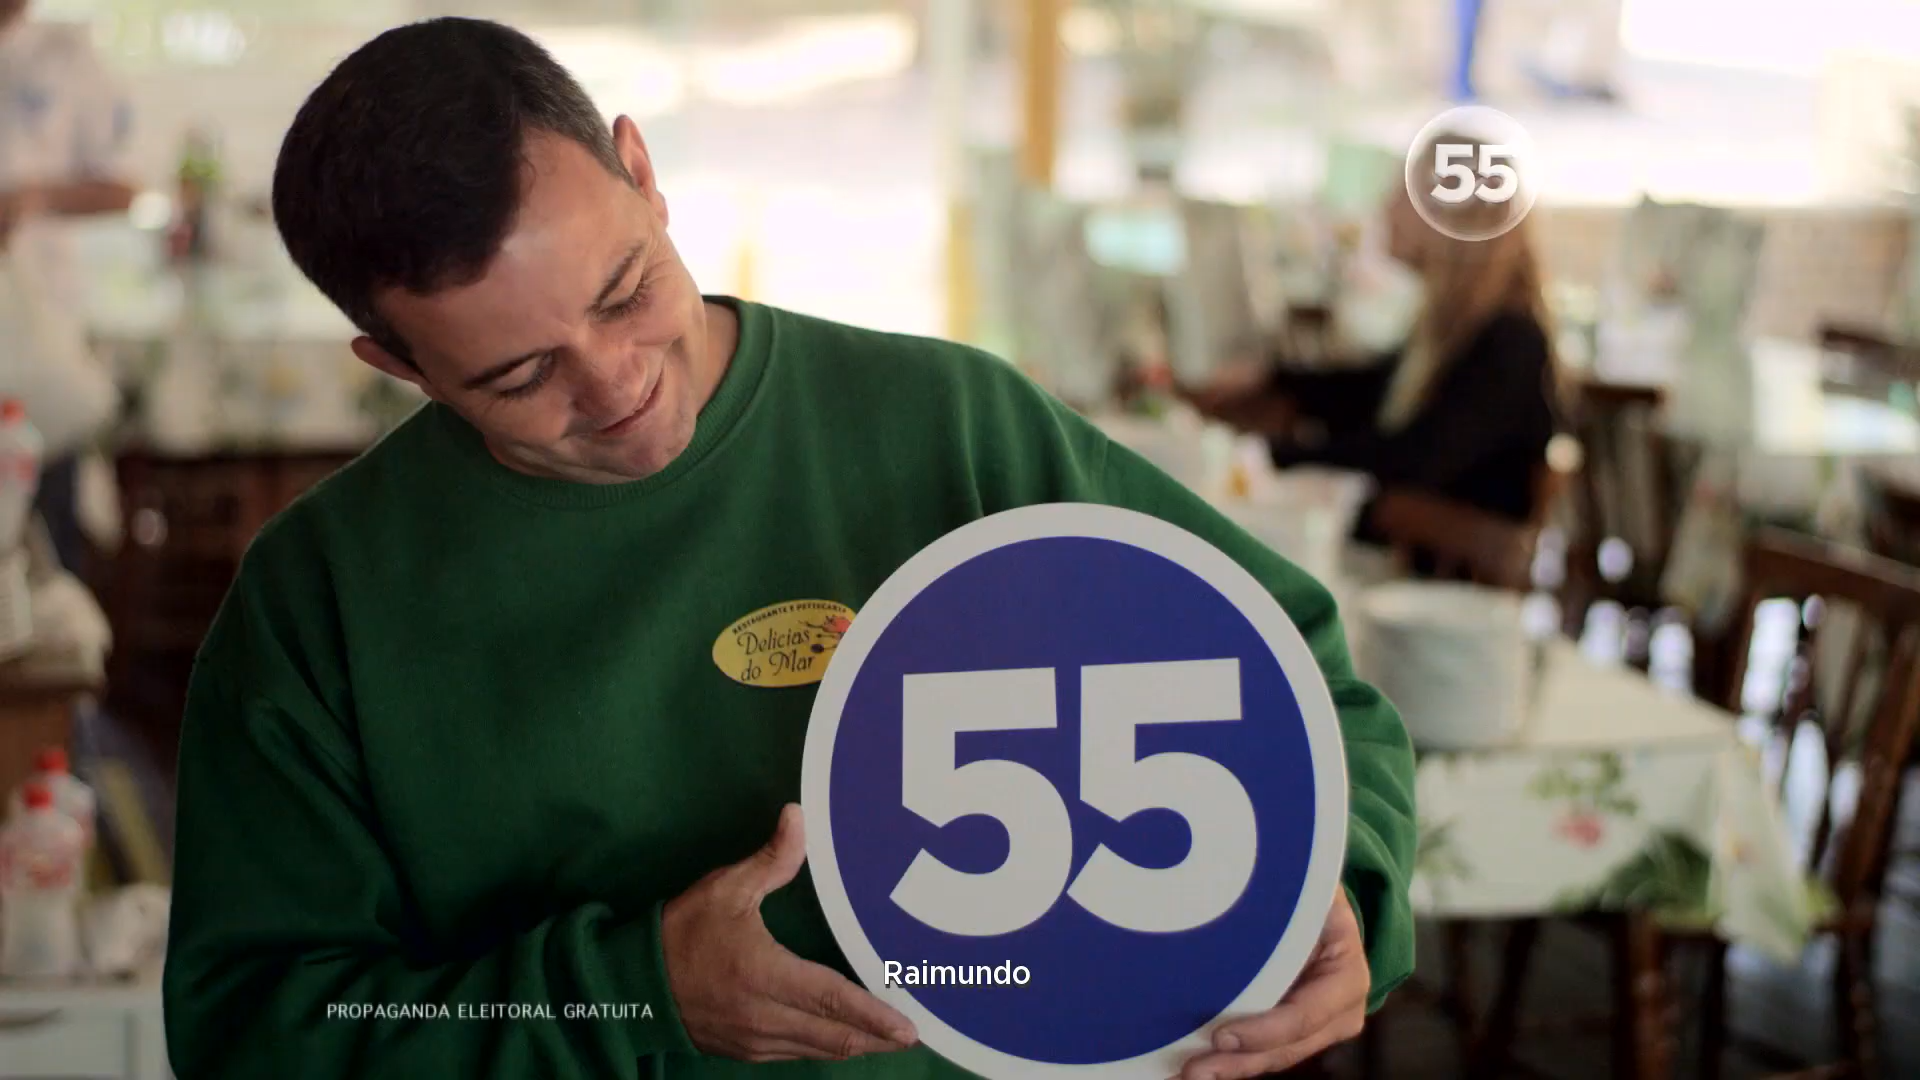 55
RESTAURANTE E PETISCARIA
Delicias
do Mar
55
Raimundo
PROPAGANDA ELEITORAL GRATUITA